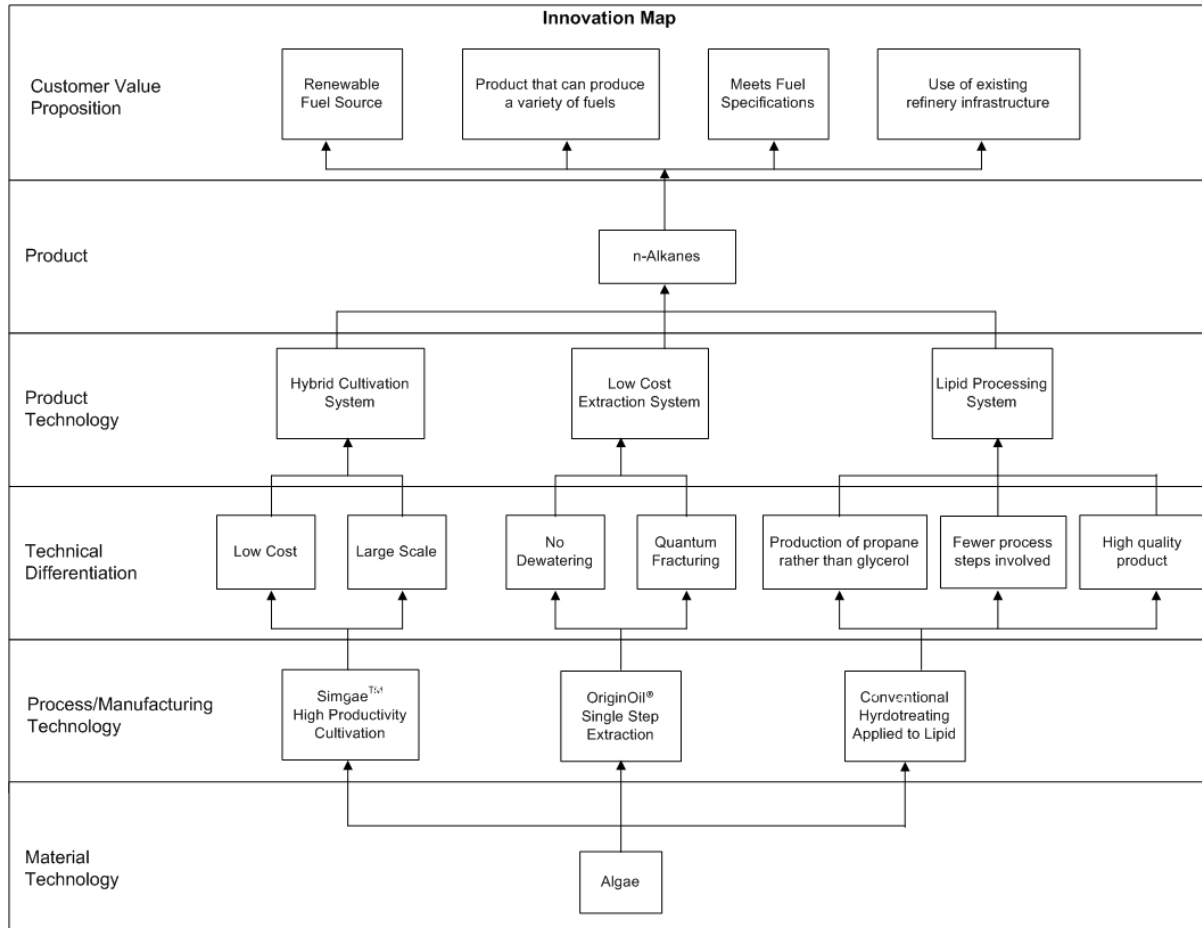 Innovation Map
Customer Value
Proposition
Renewable
Fuel Source
Product that can produce
a variety of fuels
Meets Fuel
Specifications
Use of existing
refinery infrastructure
Product
n-Alkanes
Product
Technology
Hybrid Cultivation
System
Low Cost
Extraction System
Lipid Processing
System
Technical
Differentiation
Low Cost
Large Scale
No
Dewatering
Quantum
Fracturing
Production of propane
rather than glycerol
Fewer process
steps involved
High quality
product
Process/Manufacturing
Technology
Simgae™
High Productivity
Cultivation
OriginOil®
Single Step
Extraction
Conventional
Hyrdotreating
Applied to Lipid
Material
Technology
Algae